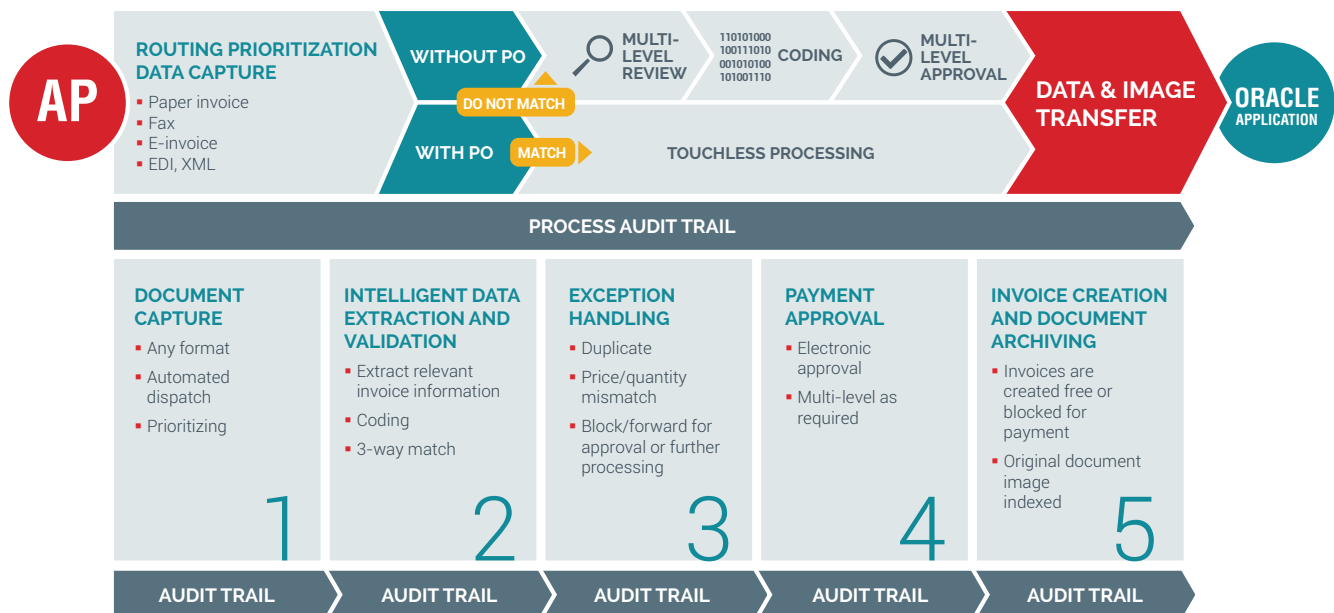 AP
ROUTING PRIORITIZATION
DATA CAPTURE
Paper invoice
Fax
E-invoice
EDI, XML
WITHOUT PO
DO NOT MATCH
WITH PO
MATCH
MULTI-
LEVEL
REVIEW
110101000
100111010
001010100
101001110
CODING
MULTI-
LEVEL
APPROVAL
TOUCHLESS PROCESSING
DATA & IMAGE
TRANSFER
ORACLE
APPLICATION
PROCESS AUDIT TRAIL
DOCUMENT
CAPTURE
Any format
Automated
dispatch
Prioritizing
1
INTELLIGENT DATA
EXTRACTION AND
VALIDATION
Extract relevant
invoice information
Coding
3-way match
2
EXCEPTION
HANDLING
Duplicate
Price/quantity
mismatch
Block/forward for
approval or further
processing
3
PAYMENT
APPROVAL
Electronic
approval
Multi-level as
required
4
INVOICE CREATION
AND DOCUMENT
ARCHIVING
Invoices are
created free or
blocked for
payment
Original document
image
indexed
5
AUDIT TRAIL
AUDIT TRAIL
AUDIT TRAIL
AUDIT TRAIL
AUDIT TRAIL